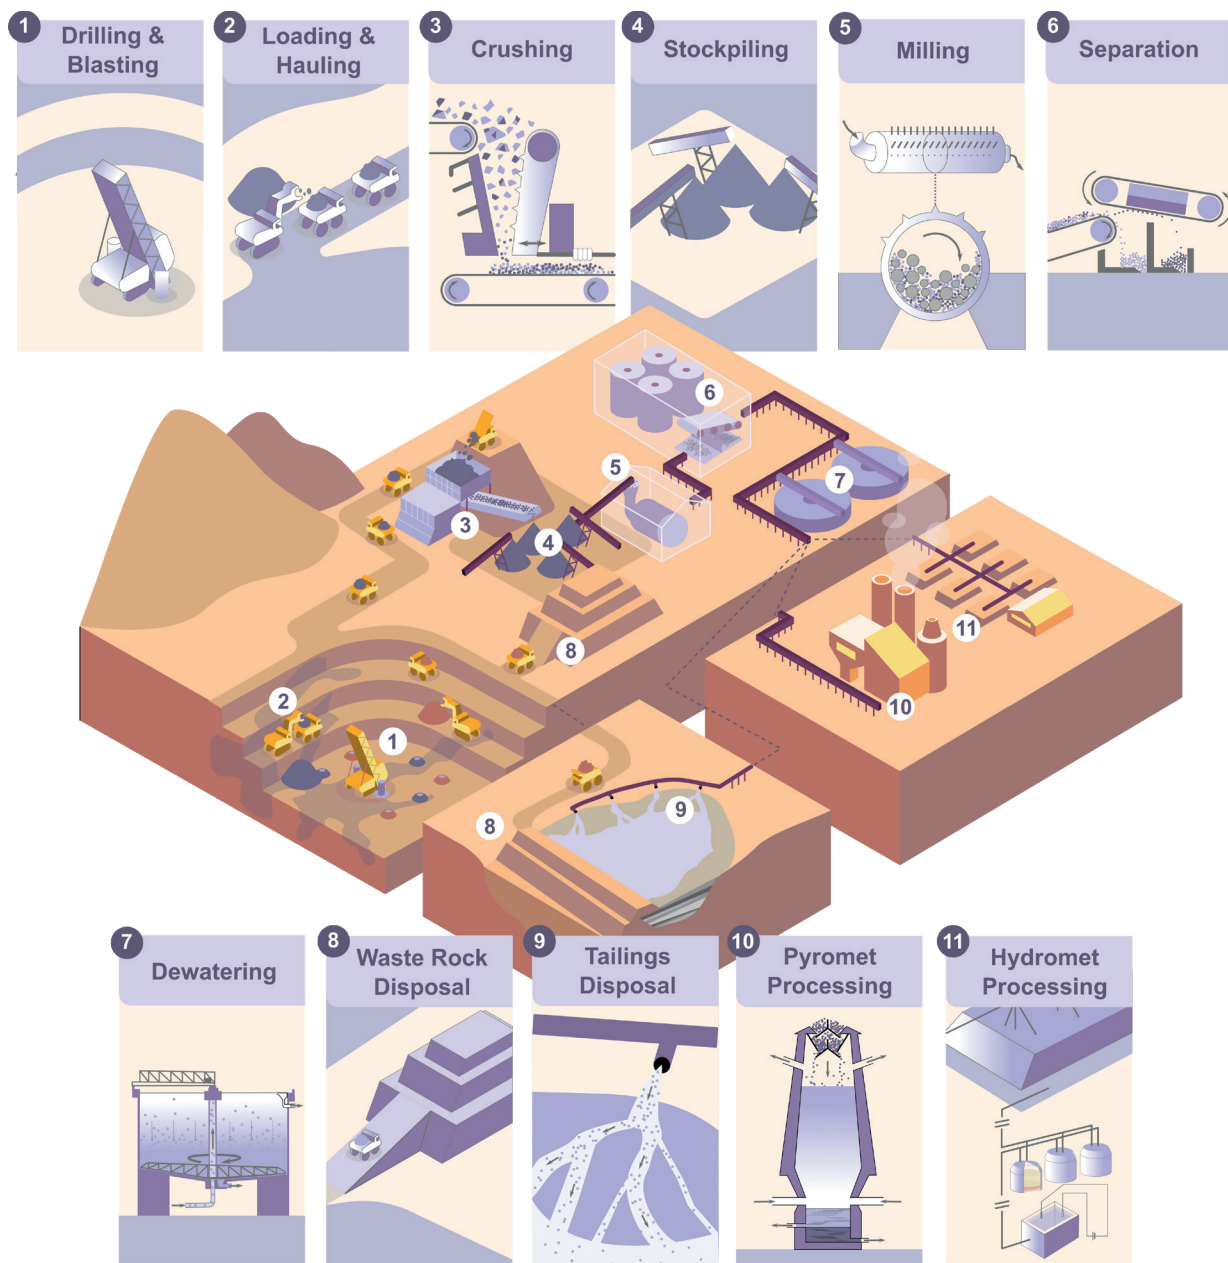 1
Drilling &
Blasting
2
Loading &
Hauling
3
Crushing
4
Stockpiling
5
Milling
6
Separation
6
5
7
3
4
8
11
2
10
1
9
8
7
Dewatering
8
Waste Rock
Disposal
9
Tailings
Disposal
10
Pyromet
Processing
11
Hydromet
Processing